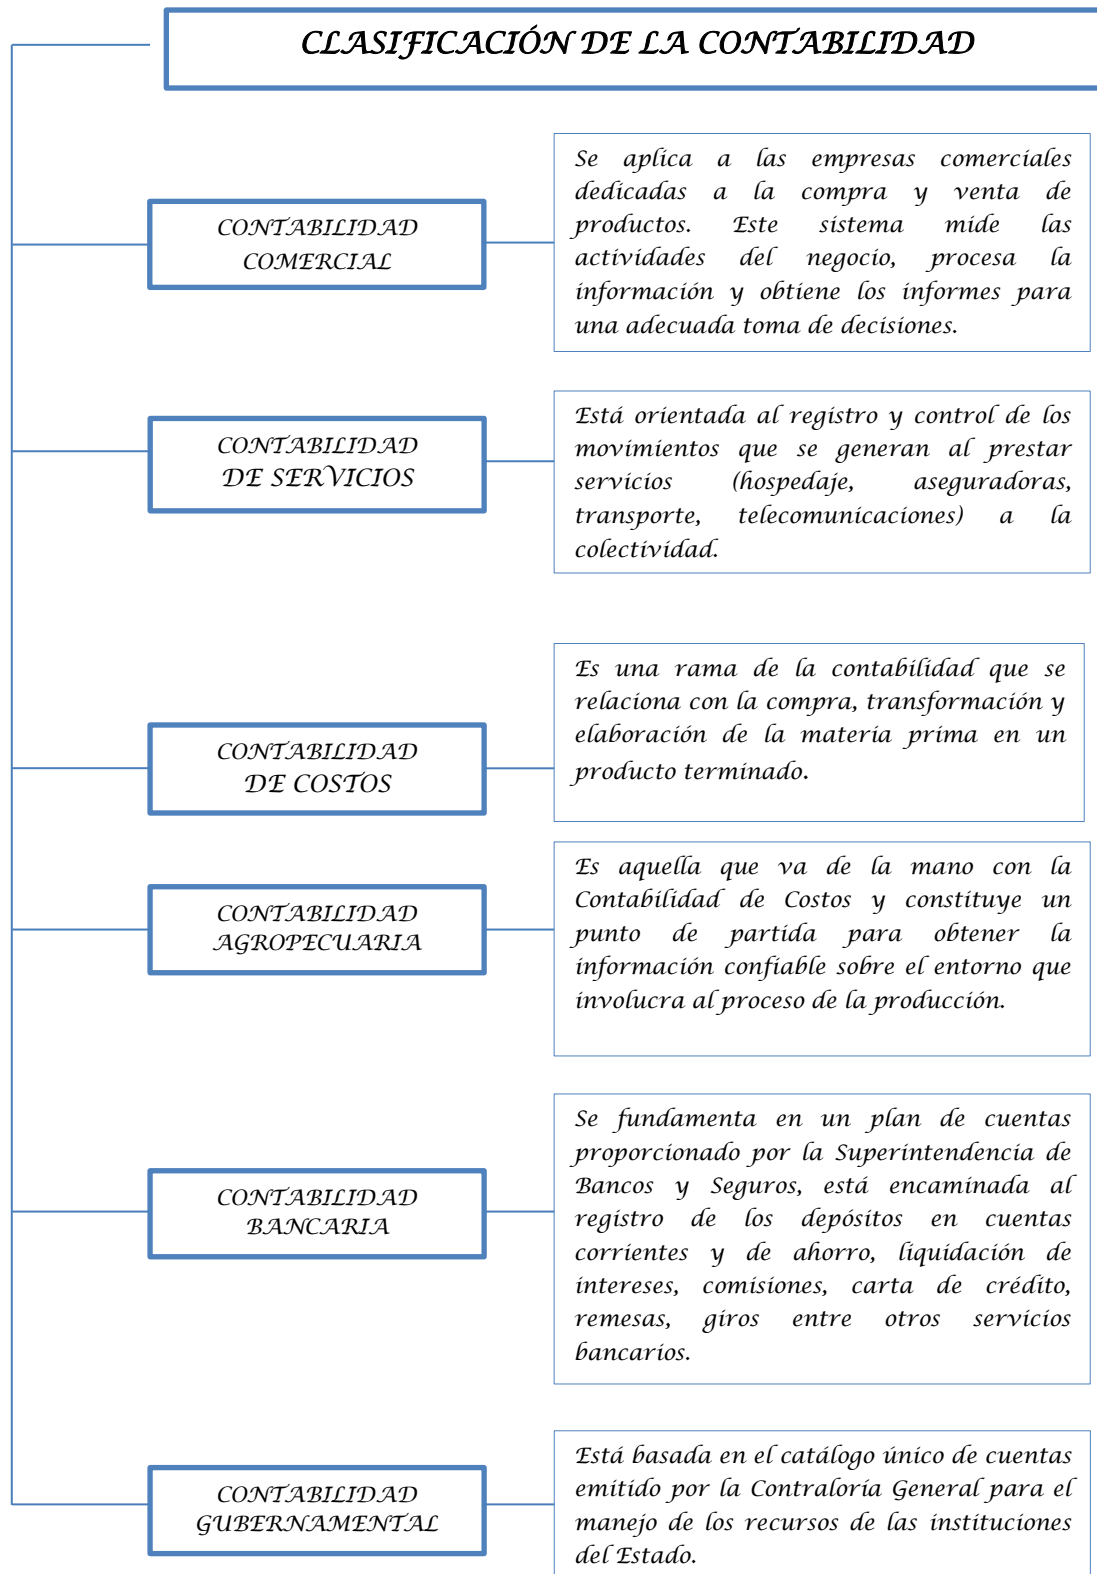 CLASIFICACIÓN DE LA CONTABILIDAD
CONTABILIDAD
COMERCIAL
Se aplica a las empresas comerciales
dedicadas a la compra y venta de
productos. Este sistema mide las
actividades del negocio, procesa la
información y obtiene los informes para
una adecuada toma de decisiones.
CONTABILIDAD
DE SERVICIOS
Está orientada al registro y control de los
movimientos que se generan al prestar
servicios (hospedaje, aseguradoras,
transporte, telecomunicaciones) a la
colectividad.
CONTABILIDAD
DE COSTOS
Es una rama de la contabilidad que se
relaciona con la compra, transformación y
elaboración de la materia prima en un
producto terminado.
CONTABILIDAD
AGROPECUARIA
Es aquella que va de la mano con la
Contabilidad de Costos y constituye un
punto de partida para obtener la
información confiable sobre el entorno que
involucra al proceso de la producción.
CONTABILIDAD
BANCARIA
Se fundamenta en un plan de cuentas
proporcionado por la Superintendencia de
Bancos y Seguros, está encaminada al
registro de los depósitos en cuentas
corrientes y de ahorro, liquidación de
intereses, comisiones, carta de crédito,
remesas, giros entre otros servicios
bancarios.
CONTABILIDAD
GUBERNAMENTAL
Está basada en el catálogo único de cuentas
emitido por la Contraloría General para el
manejo de los recursos de las instituciones
del Estado.